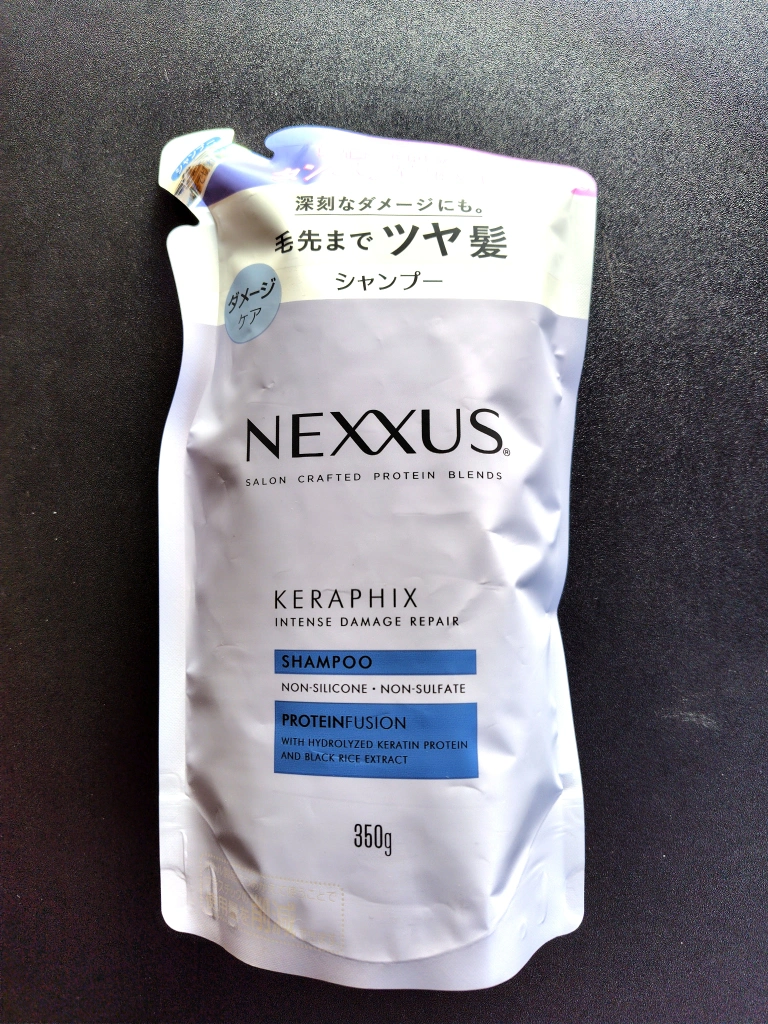 深刻なダメージにも。
毛先まで ツヤ髪
シャンプー
ダメージ
ケア
NEXXUS®
SALON CRAFTED PROTEIN BLENDS
KERAPHIX
INTENSE DAMAGE REPAIR
SHAMPOO
NON-SILICONE • NON-SULFATE
PROTEINFUSION
WITH HYDROLYZED KERATIN PROTEIN
AND BLACK RICE EXTRACT
350g